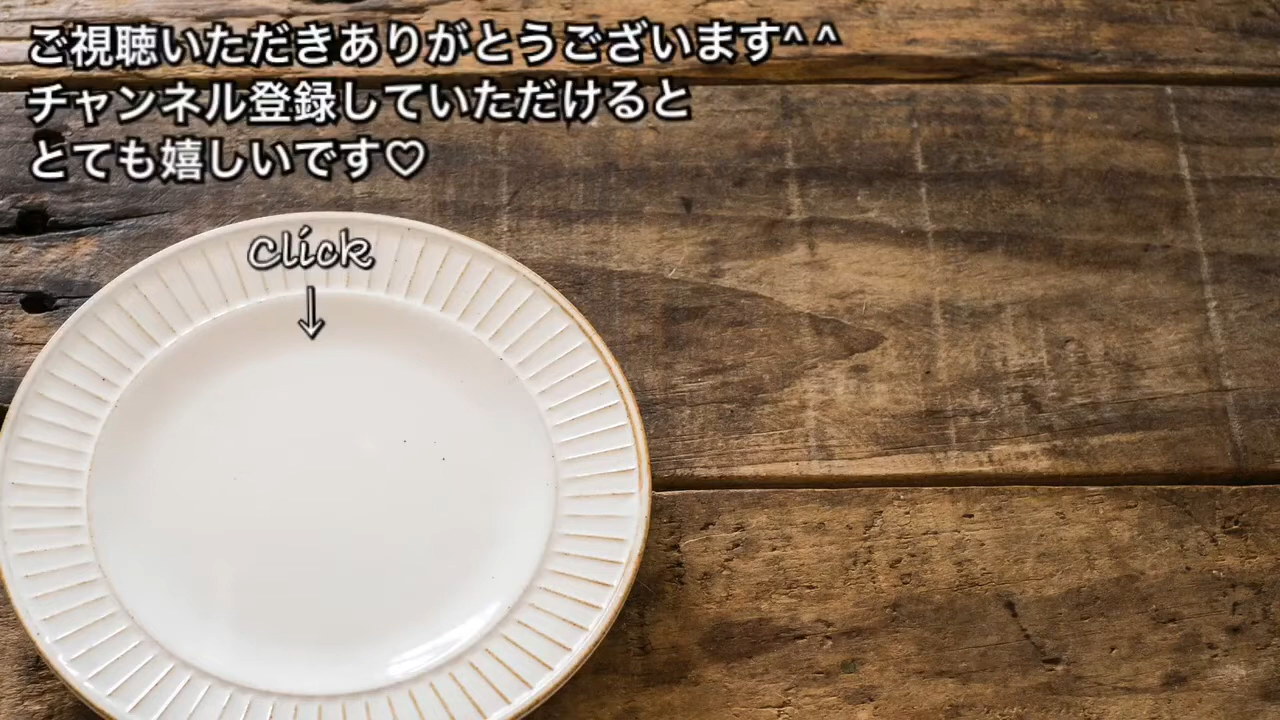 ご視聴いただきありがとうございます^ ^
チャンネル登録していただけると
とても嬉しいです♡
Click
↓